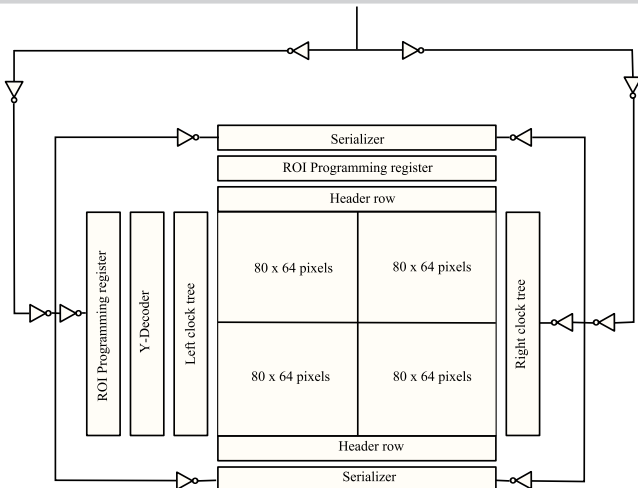 Serializer
ROI Programming register
Header row
80 x 64 pixels
80 x 64 pixels
ROI Programming register
Y-Decoder
Left clock tree
Right clock tree
80 x 64 pixels
80 x 64 pixels
Header row
Serializer